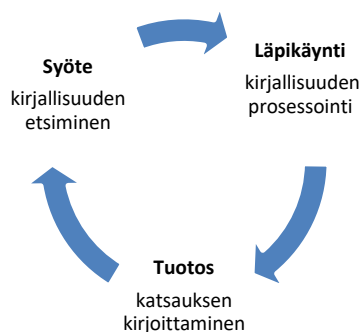 Syöte
kirjallisuuden
etsiminen
Läpikäynti
kirjallisuuden
prosessointi
Tuotos
katsauksen
kirjoittaminen